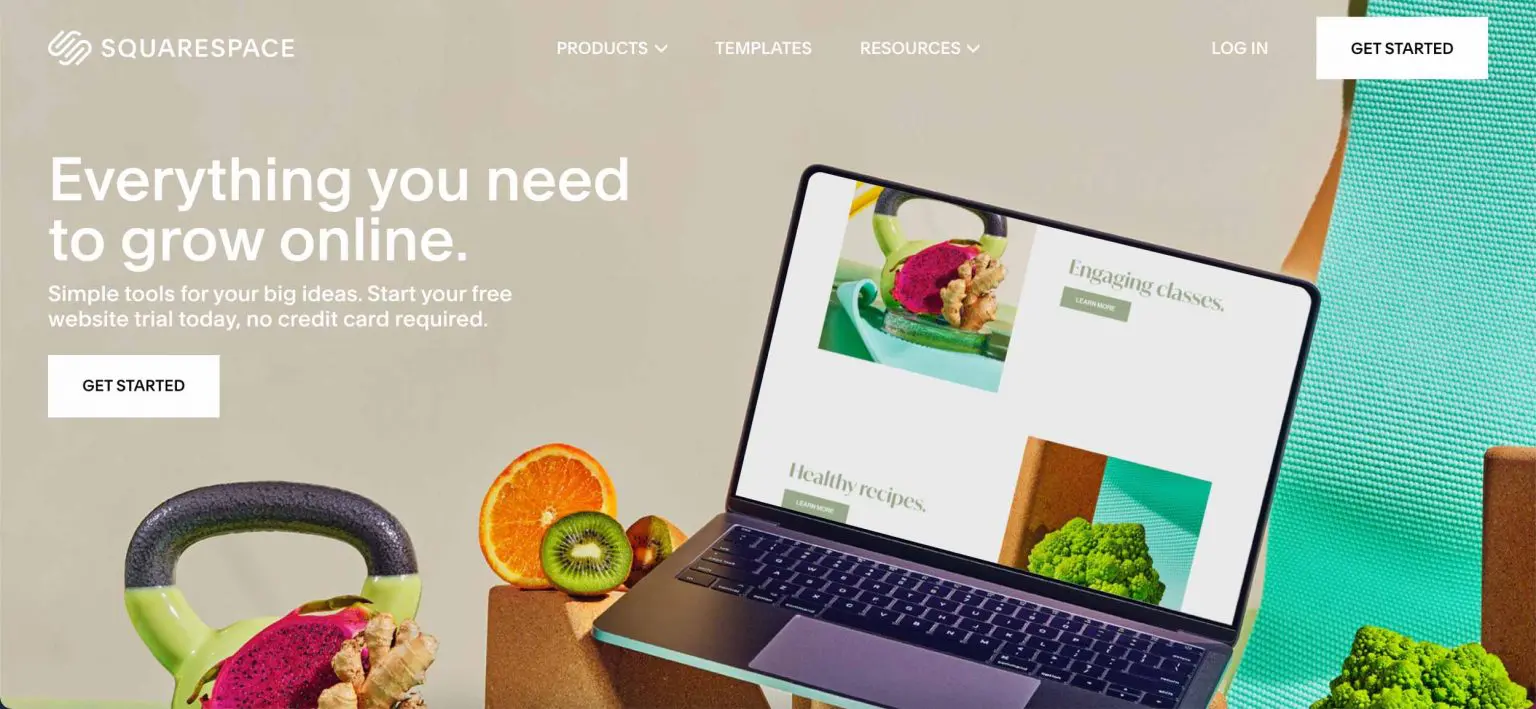 SQUARESPACE
PRODUCTS
TEMPLATES
RESOURCES
LOG IN
GET STARTED
Everything you need
to grow online.
Simple tools for your big ideas. Start your free
website trial today, no credit card required.
GET STARTED
Engaging classes.
LEARN MORE
Healthy recipes.
LEARN MORE